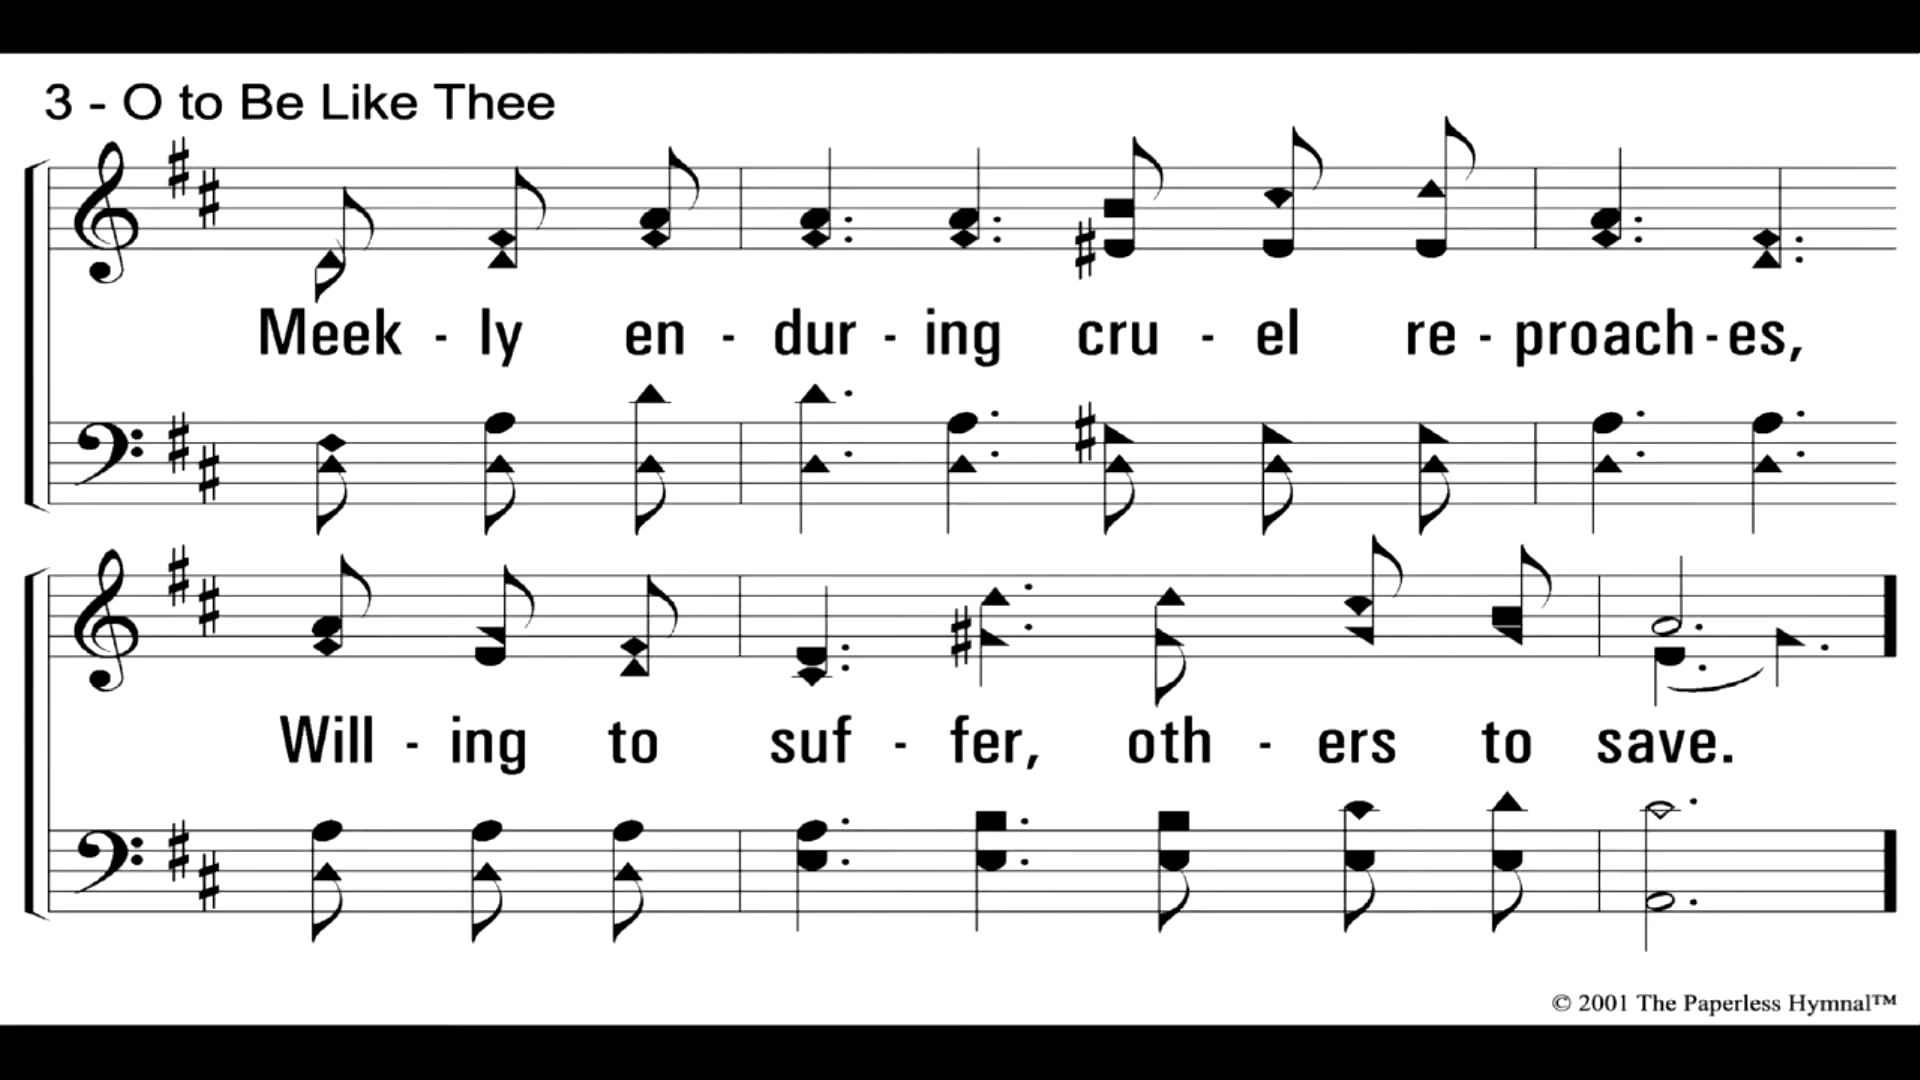 3 - O to Be Like Thee
Meek - ly en - dur - ing cru - el re - proach - es,
Will - ing to suf - fer, oth - ers to save.
© 2001 The Paperless Hymnal™